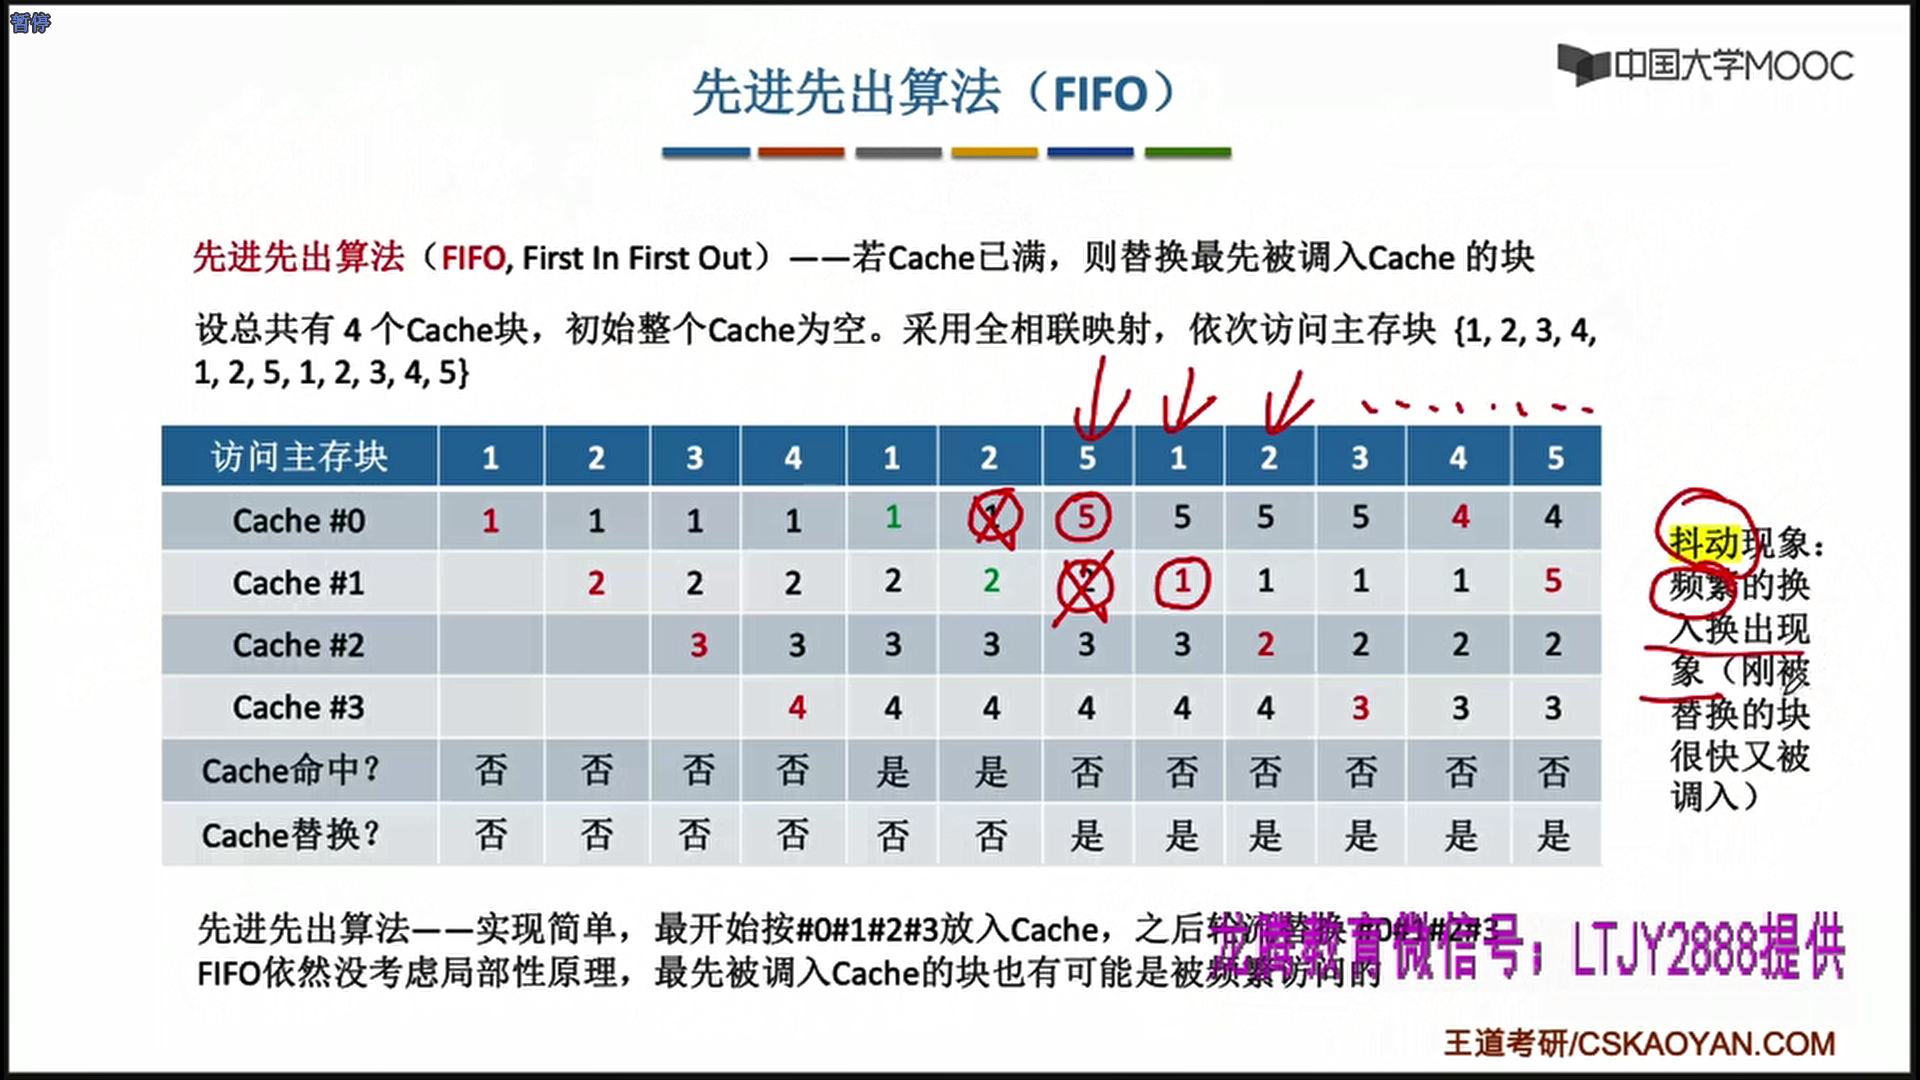 暂停
中国大学MOOC
先进先出算法（FIFO）
先进先出算法（FIFO, First In First Out）——若Cache已满，则替换最先被调入Cache 的块
设总共有 4 个Cache块，初始整个Cache为空。采用全相联映射，依次访问主存块 {1, 2, 3, 4,
1, 2, 5, 1, 2, 3, 4, 5}
访问主存块 1 2 3 4 1 2 5 1 2 3 4 5
Cache #0 1 1 1 1 1 1 5 5 5 5 4 4
Cache #1 2 2 2 2 2 2 1 1 1 1 5
Cache #2 3 3 3 3 3 3 2 2 2 2
Cache #3 4 4 4 4 4 4 3 3 3
Cache命中？ 否 否 否 否 是 是 否 否 否 否 否 否
Cache替换？ 否 否 否 否 否 否 是 是 是 是 是 是
抖动现象：
频繁的换
入换出现
象（刚被
替换的块
很快又被
调入）
先进先出算法——实现简单，最开始按#0#1#2#3放入Cache，之后轮流替换#0#1#2#3
FIFO依然没考虑局部性原理，最先被调入Cache的块也有可能是被频繁访问的
龙腾教育微信号；LTJY2888提供
王道考研/CSKAOYAN.COM